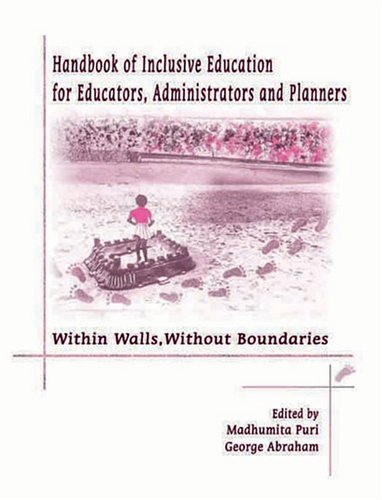 Handbook of Inclusive Education
for Educators, Administrators and Planners
Within Walls, Without Boundaries
Edited by
Madhumita Puri
George Abraham